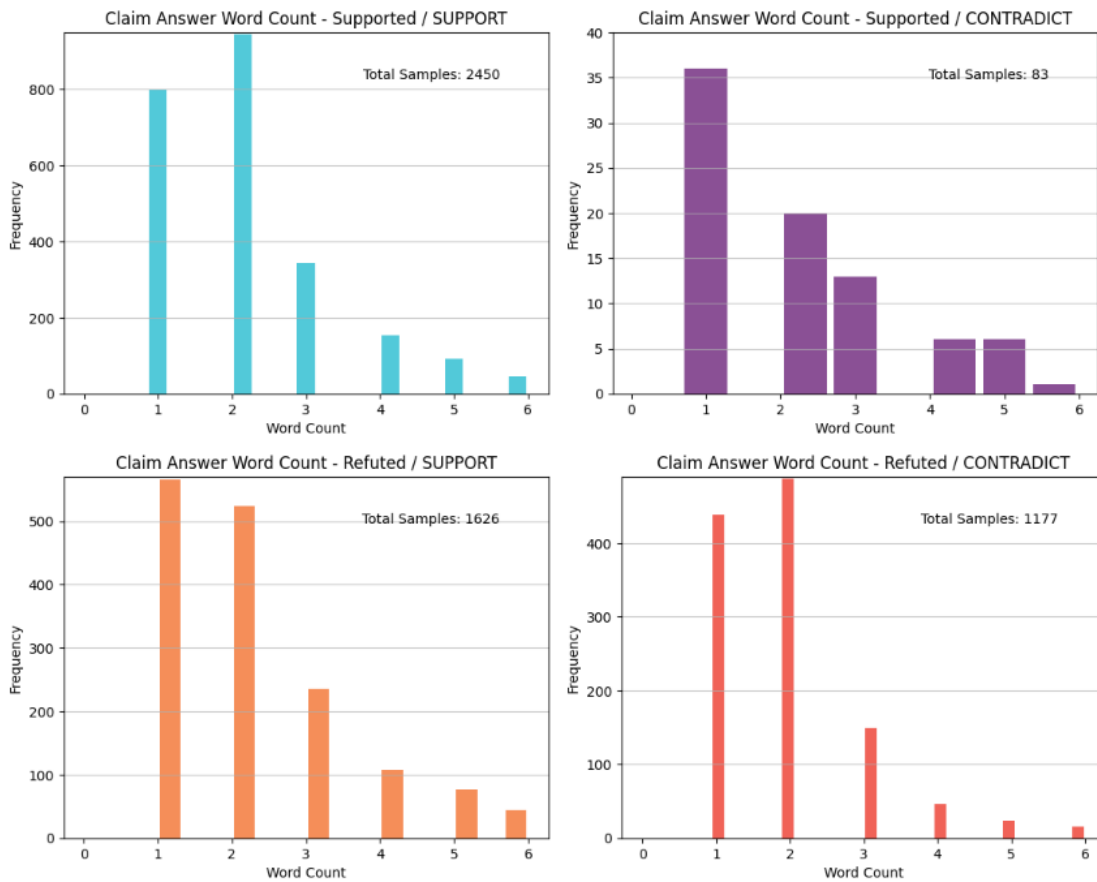 Claim Answer Word Count - Supported / SUPPORT
Total Samples: 2450
Frequency
800
600
400
200
0
0 1 2 3 4 5 6
Word Count
Claim Answer Word Count - Supported / CONTRADICT
Total Samples: 83
Frequency
40
35
30
25
20
15
10
5
0
0 1 2 3 4 5 6
Word Count
Claim Answer Word Count - Refuted / SUPPORT
Total Samples: 1626
Frequency
500
400
300
200
100
0
0 1 2 3 4 5 6
Word Count
Claim Answer Word Count - Refuted / CONTRADICT
Total Samples: 1177
Frequency
400
300
200
100
0
0 1 2 3 4 5 6
Word Count